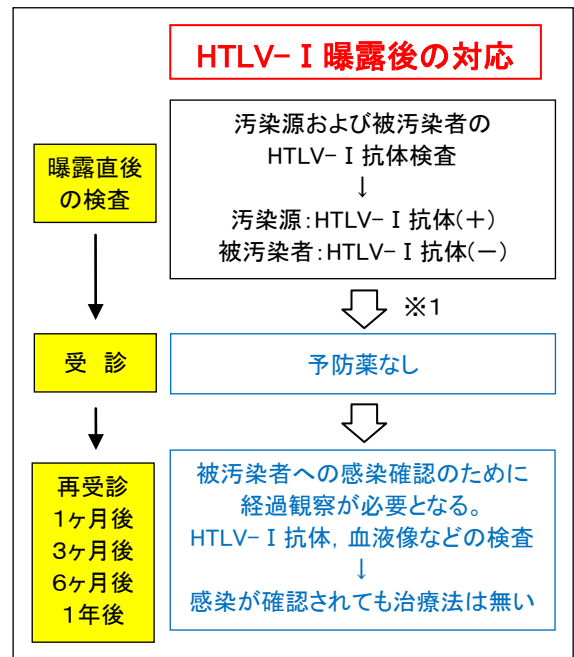 HTLV-Ⅰ曝露後の対応
曝露直後
の検査
汚染源および被汚染者の
HTLV-Ⅰ抗体検査
↓
汚染源:HTLV-Ⅰ抗体(+)
被汚染者:HTLV-Ⅰ抗体(-)
※1
受 診
予防薬なし
再受診
1ヶ月後
3ヶ月後
6ヶ月後
1年後
被汚染者への感染確認のために
経過観察が必要となる。
HTLV-Ⅰ抗体, 血液像などの検査
↓
感染が確認されても治療法は無い